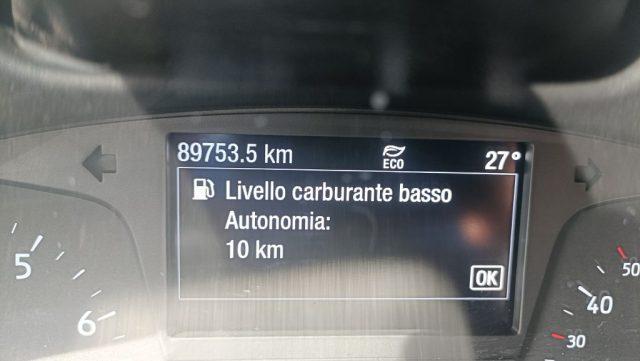 89753.5 km ECO 27°
Livello carburante basso
Autonomia:
10 km
OK
5
6
50
40
30